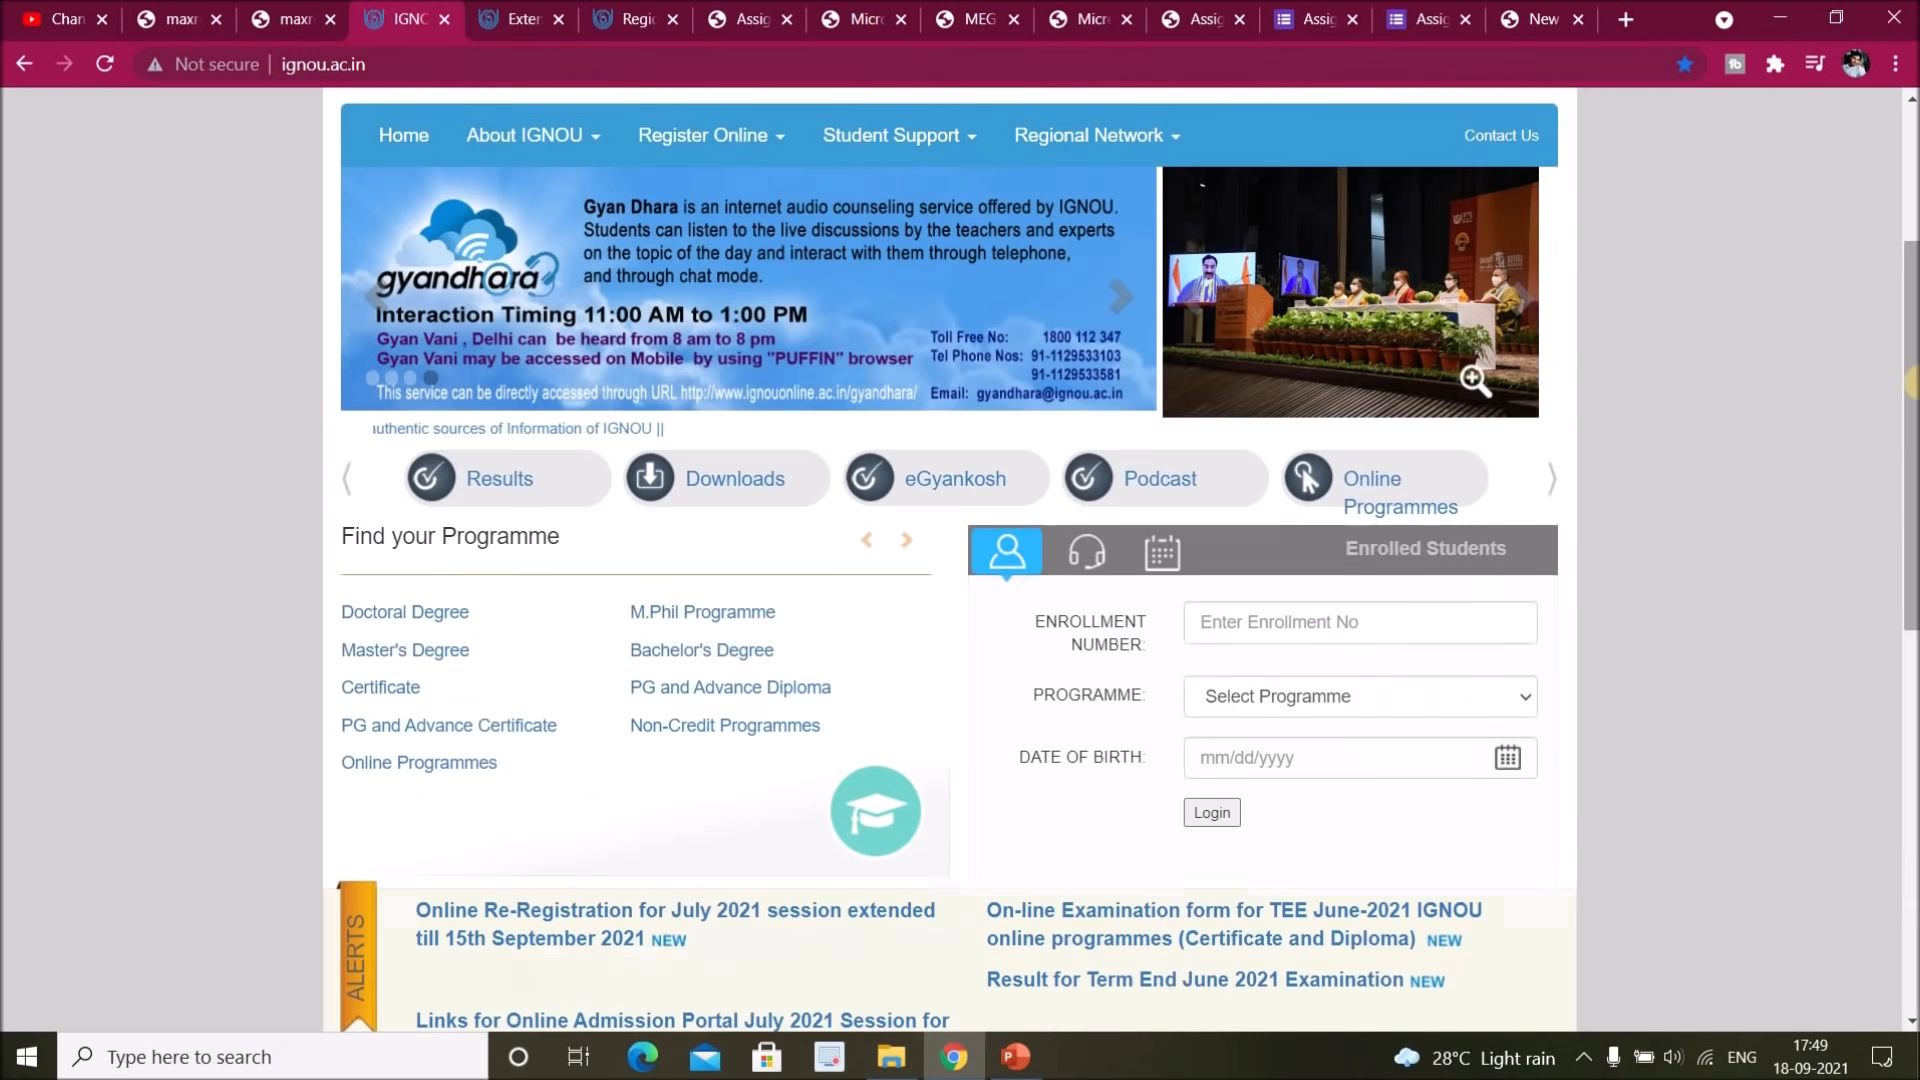 Chan
maxr
maxr
IGNC
Exter
Regic
Assig
Micro
MEG
Micr
Assig
Assig
Assig
New
Not secure
ignou.ac.in
Home
About IGNOU
Register Online
Student Support
Regional Network
Contact Us
Gyan Dhara is an internet audio counseling service offered by IGNOU.
Students can listen to the live discussions by the teachers and experts
on the topic of the day and interact with them through telephone,
and through chat mode.
gyandhara
Interaction Timing 11:00 AM to 1:00 PM
Gyan Vani , Delhi can be heard from 8 am to 8 pm
Gyan Vani may be accessed on Mobile by using "PUFFIN" browser
This service can be directly accessed through URL http://www.ignouonline.ac.in/gyandhara/
Toll Free No: 1800 112 347
Tel Phone Nos: 91-1129533103
91-1129533581
Email: gyandhara@ignou.ac.in
uthentic sources of Information of IGNOU ||
Results
Downloads
eGyankosh
Podcast
Online
Programmes
Find your Programme
Doctoral Degree
M.Phil Programme
Master's Degree
Bachelor's Degree
Certificate
PG and Advance Diploma
PG and Advance Certificate
Non-Credit Programmes
Online Programmes
Enrolled Students
ENROLLMENT
NUMBER:
Enter Enrollment No
PROGRAMME:
Select Programme
DATE OF BIRTH:
mm/dd/yyyy
Login
ALERTS
Online Re-Registration for July 2021 session extended
till 15th September 2021 NEW
Links for Online Admission Portal July 2021 Session for
On-line Examination form for TEE June-2021 IGNOU
online programmes (Certificate and Diploma) NEW
Result for Term End June 2021 Examination NEW
Type here to search
28°C Light rain
ENG
17:49
18-09-2021